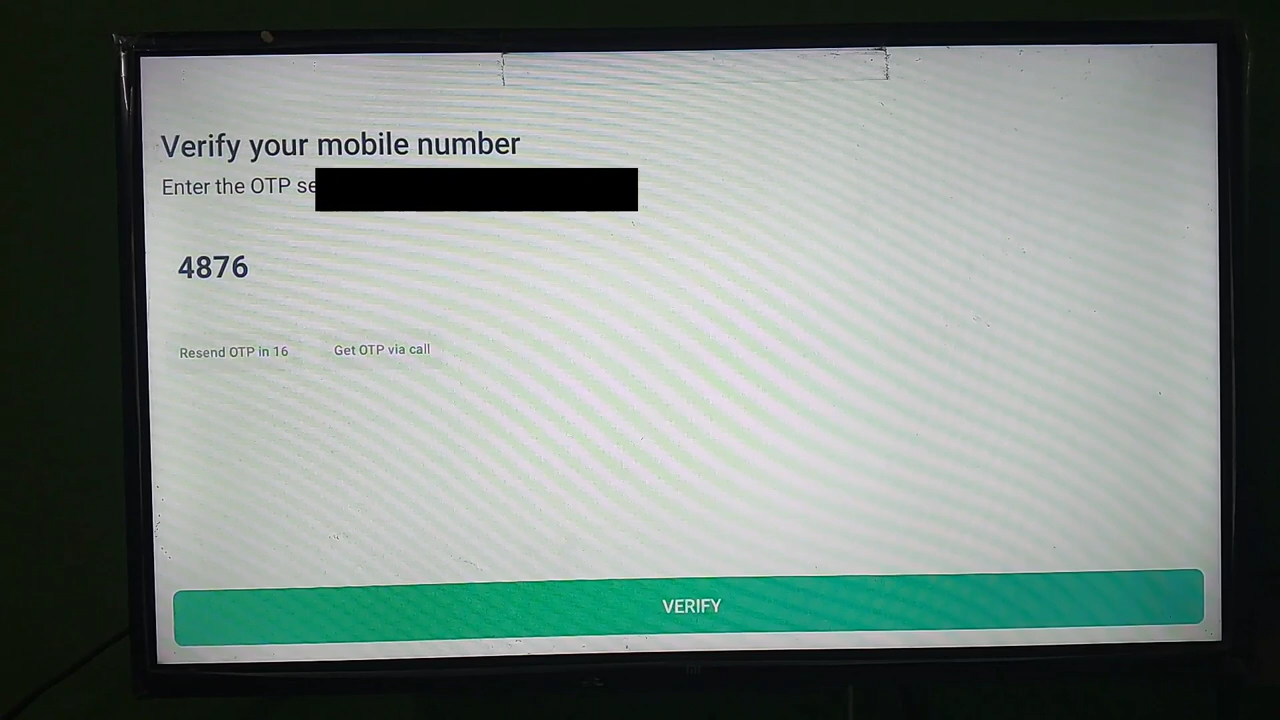 Verify your mobile number
Enter the OTP se
4876
Resend OTP in 16
Get OTP via call
VERIFY